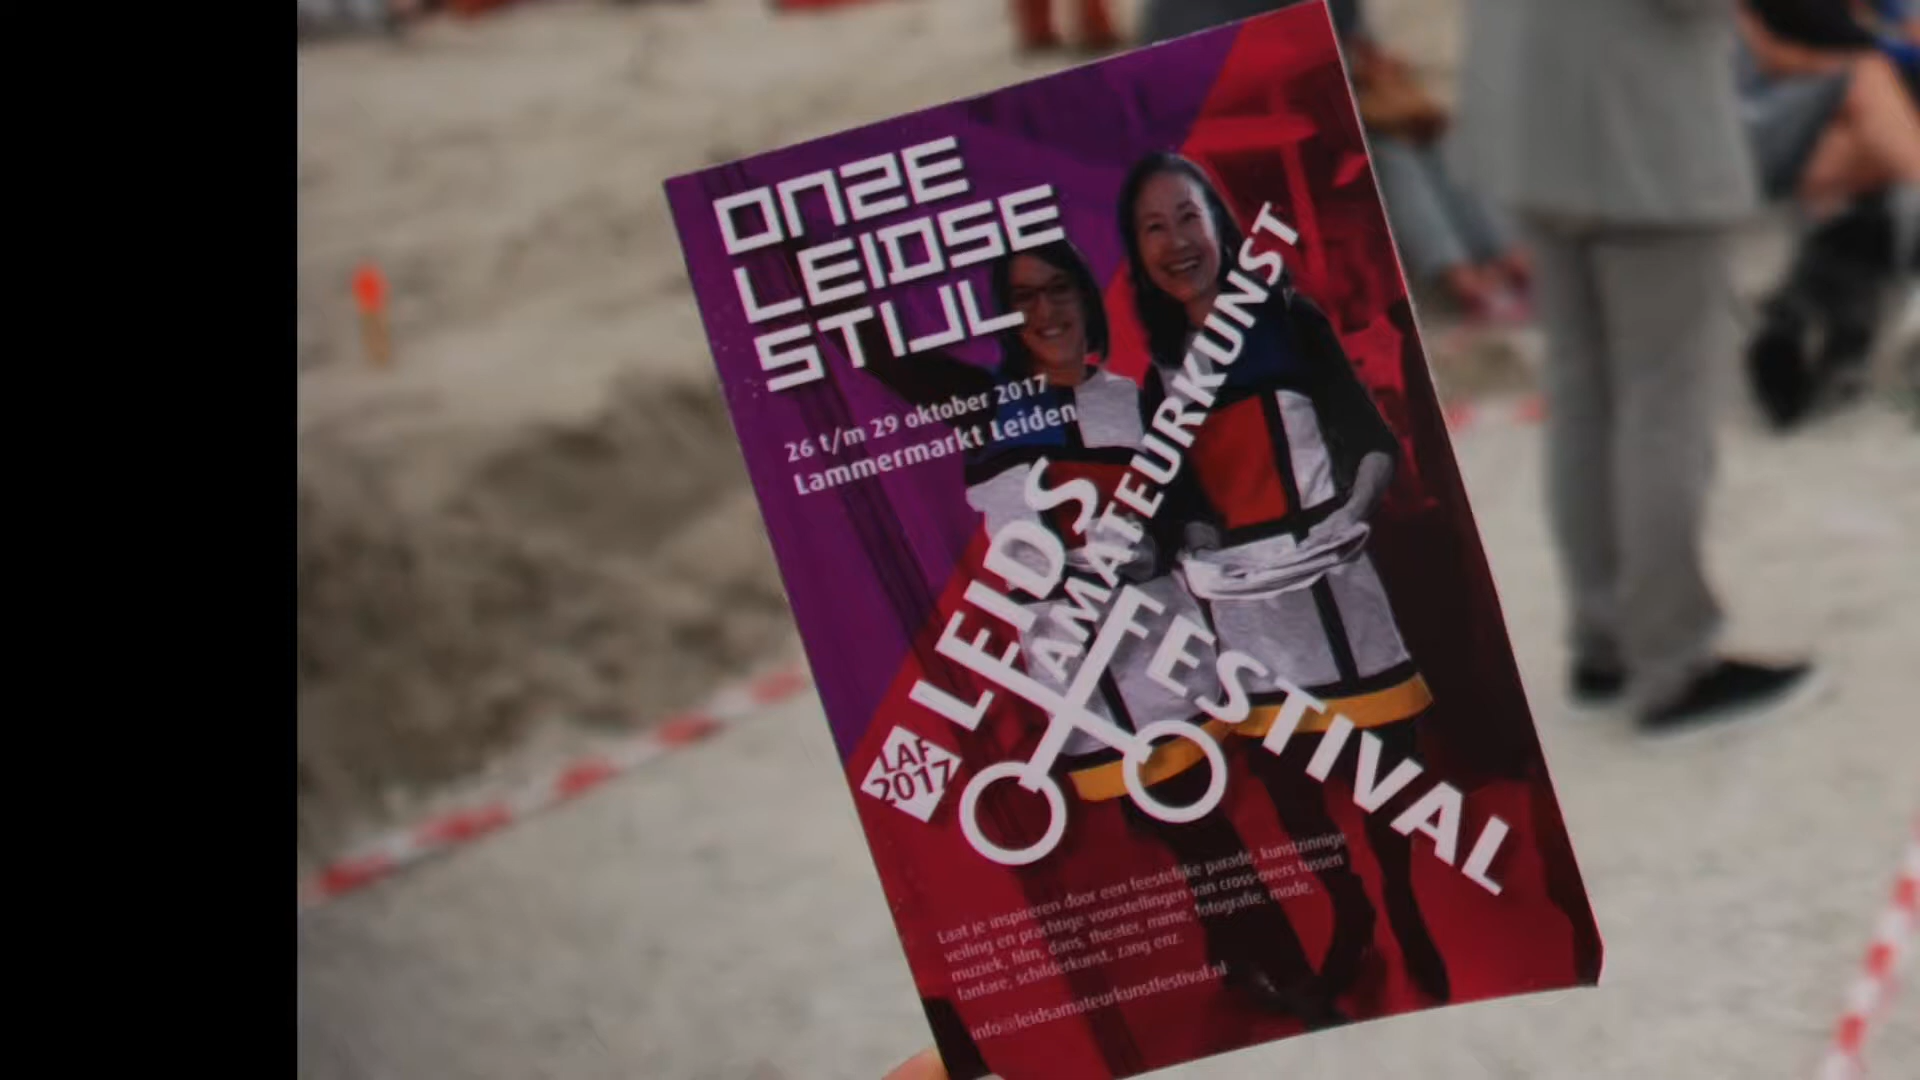 ONZE
LEIDSE
STIJL
26 t/m 29 oktober 2017
Lammermarkt Leiden
LEIDS
AMATEURKUNST
FESTIVAL
LAF
2017
Laat je inspireren door een feestelijke parade, kunstzinnige
veiling en prachtige voorstellingen van cross-overs tussen
muziek, film, dans, theater, mime, fotografie, mode,
fanfare, schilderkunst, zang enz.
info@leidsamateurkunstfestival.nl